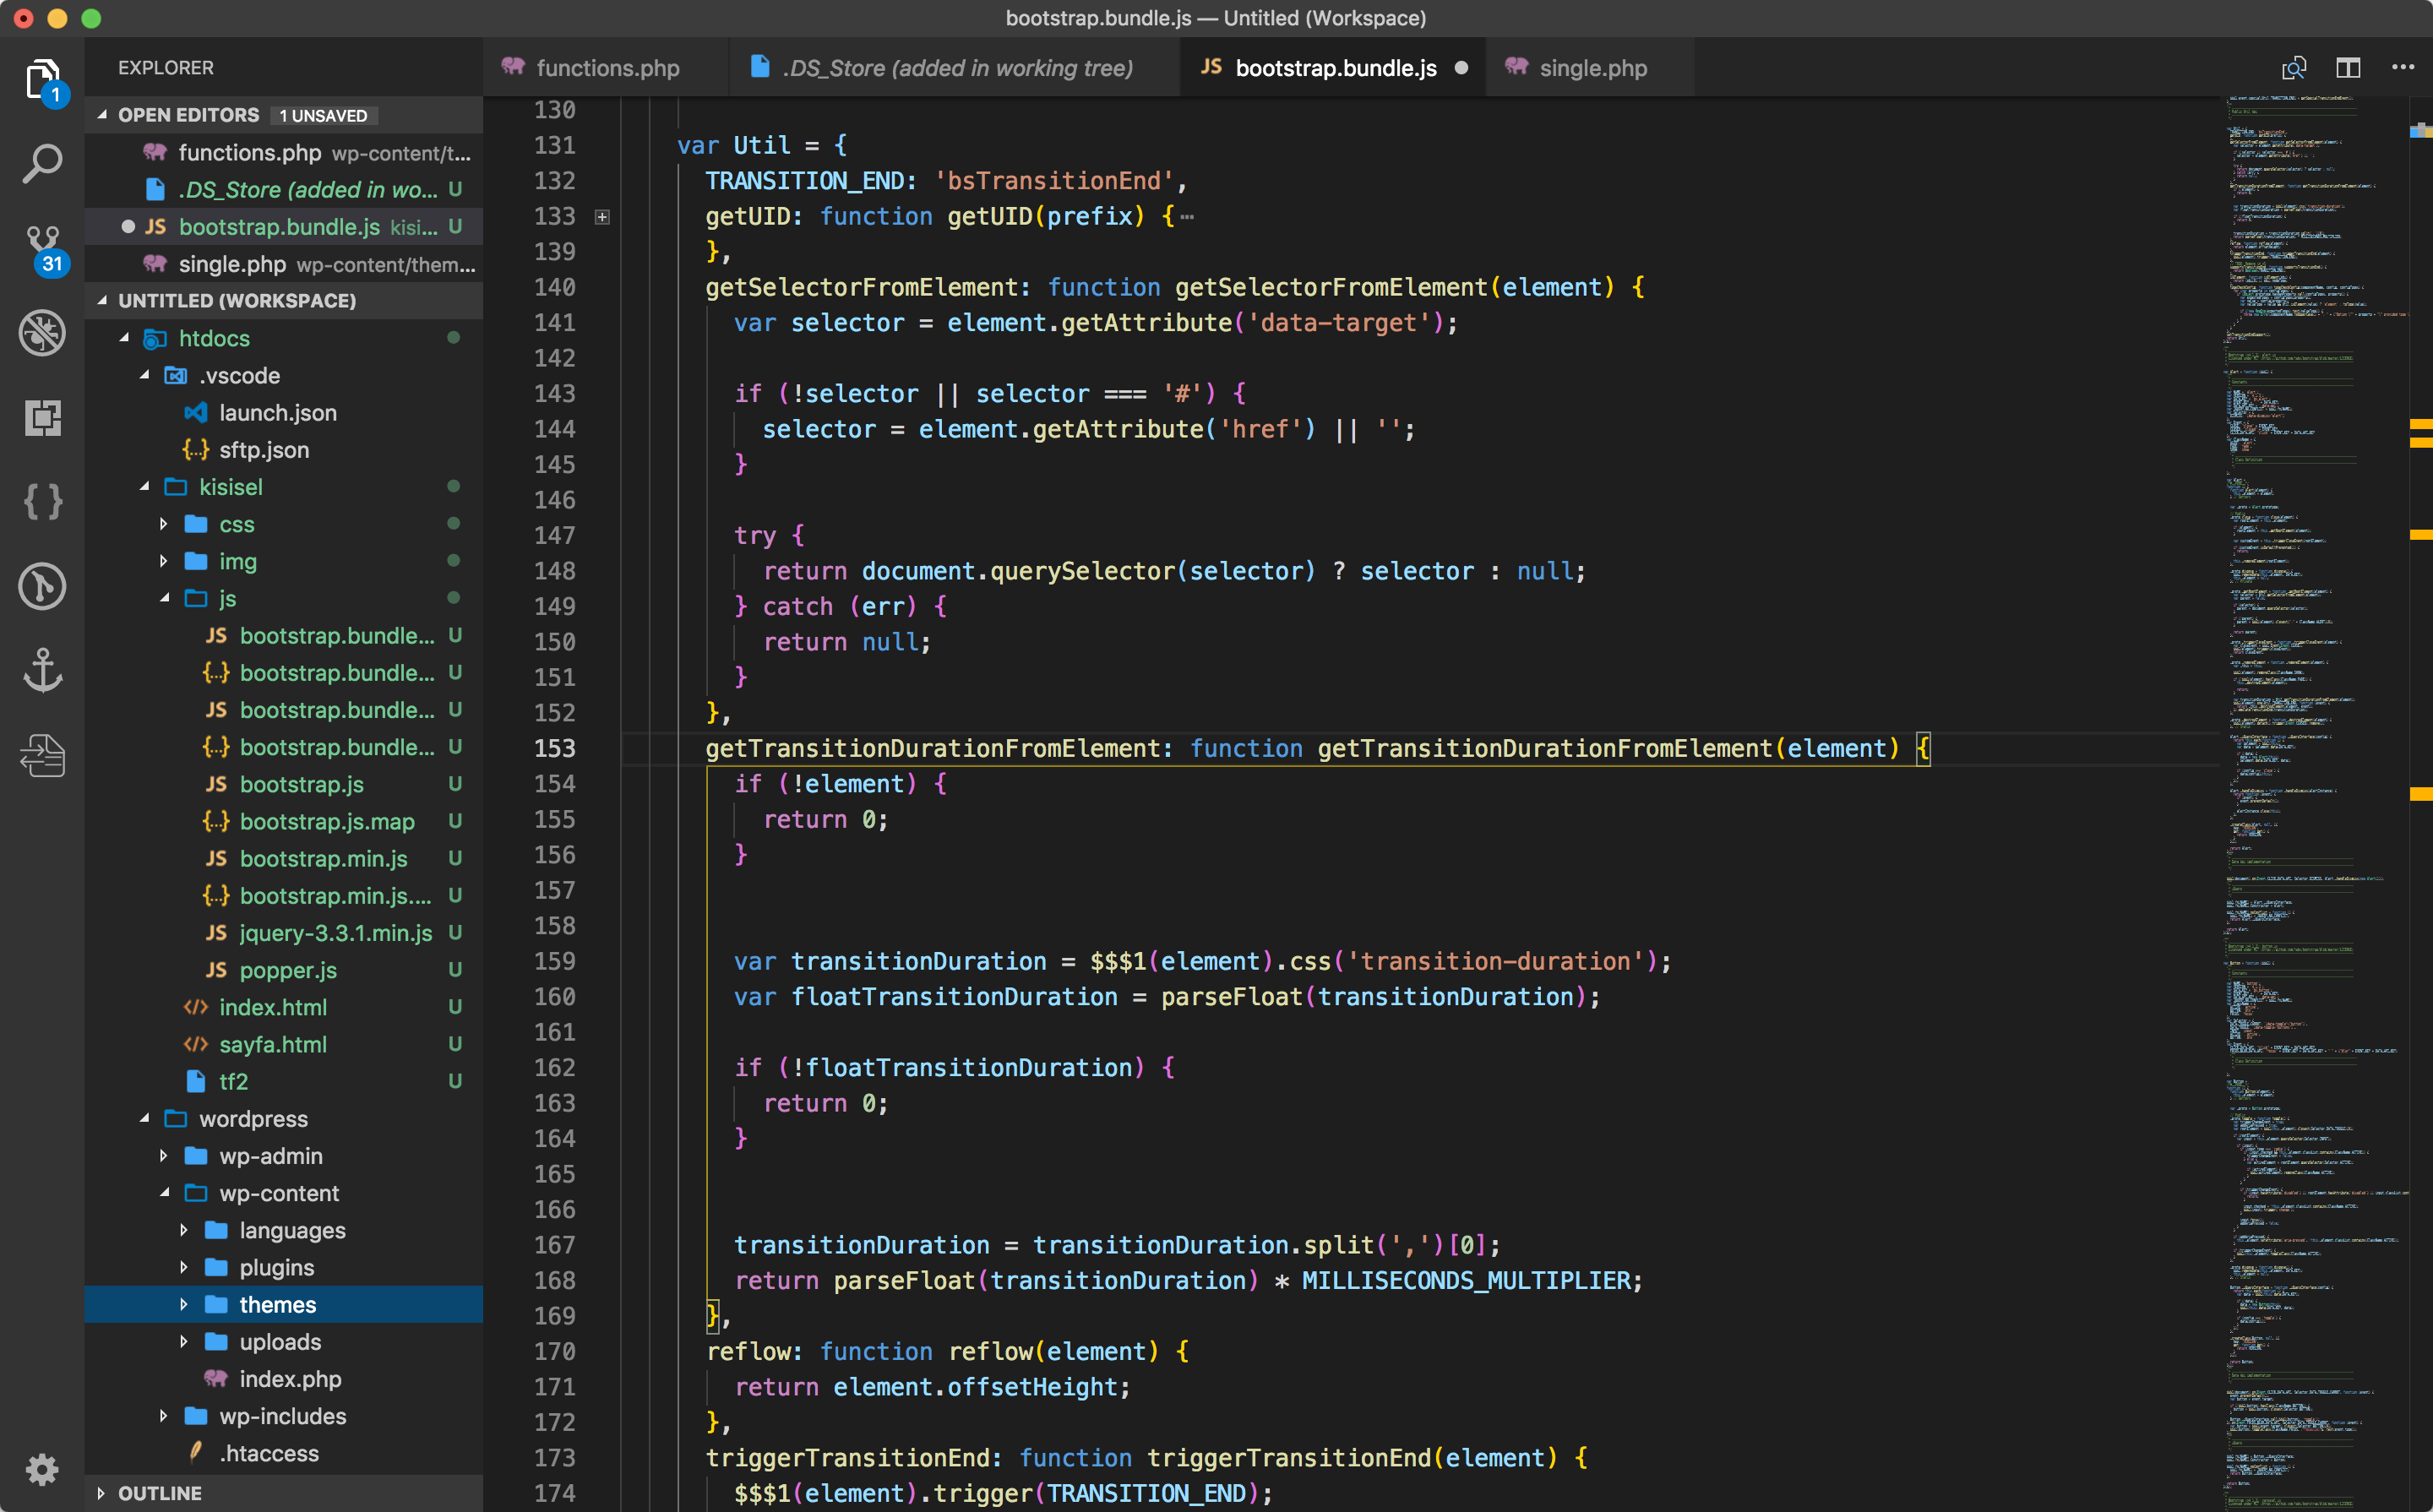 bootstrap.bundle.js — Untitled (Workspace)
EXPLORER
functions.php
.DS_Store (added in working tree)
JS bootstrap.bundle.js
single.php
1
31
OPEN EDITORS 1 UNSAVED
functions.php wp-content/t...
.DS_Store (added in wo... U
JS bootstrap.bundle.js kisi... U
single.php wp-content/them...
UNTITLED (WORKSPACE)
htdocs
.vscode
launch.json
{..} sftp.json
kisisel
css
img
js
JS bootstrap.bundle... U
{..} bootstrap.bundle... U
JS bootstrap.bundle... U
{..} bootstrap.bundle... U
JS bootstrap.js U
{..} bootstrap.js.map U
JS bootstrap.min.js U
{..} bootstrap.min.js.... U
JS jquery-3.3.1.min.js U
JS popper.js U
</> index.html U
</> sayfa.html U
tf2 U
wordpress
wp-admin
wp-content
languages
plugins
themes
uploads
index.php
wp-includes
.htaccess
OUTLINE
130
131 var Util = {
132 TRANSITION_END: 'bsTransitionEnd',
133 getUID: function getUID(prefix) {⋯
139 },
140 getSelectorFromElement: function getSelectorFromElement(element) {
141 var selector = element.getAttribute('data-target');
142
143 if (!selector || selector === '#') {
144 selector = element.getAttribute('href') || '';
145 }
146
147 try {
148 return document.querySelector(selector) ? selector : null;
149 } catch (err) {
150 return null;
151 }
152 },
153 getTransitionDurationFromElement: function getTransitionDurationFromElement(element) {
154 if (!element) {
155 return 0;
156 }
157
158
159 var transitionDuration = $$$1(element).css('transition-duration');
160 var floatTransitionDuration = parseFloat(transitionDuration);
161
162 if (!floatTransitionDuration) {
163 return 0;
164 }
165
166
167 transitionDuration = transitionDuration.split(',')[0];
168 return parseFloat(transitionDuration) * MILLISECONDS_MULTIPLIER;
169 },
170 reflow: function reflow(element) {
171 return element.offsetHeight;
172 },
173 triggerTransitionEnd: function triggerTransitionEnd(element) {
174 $$$1(element).trigger(TRANSITION_END);